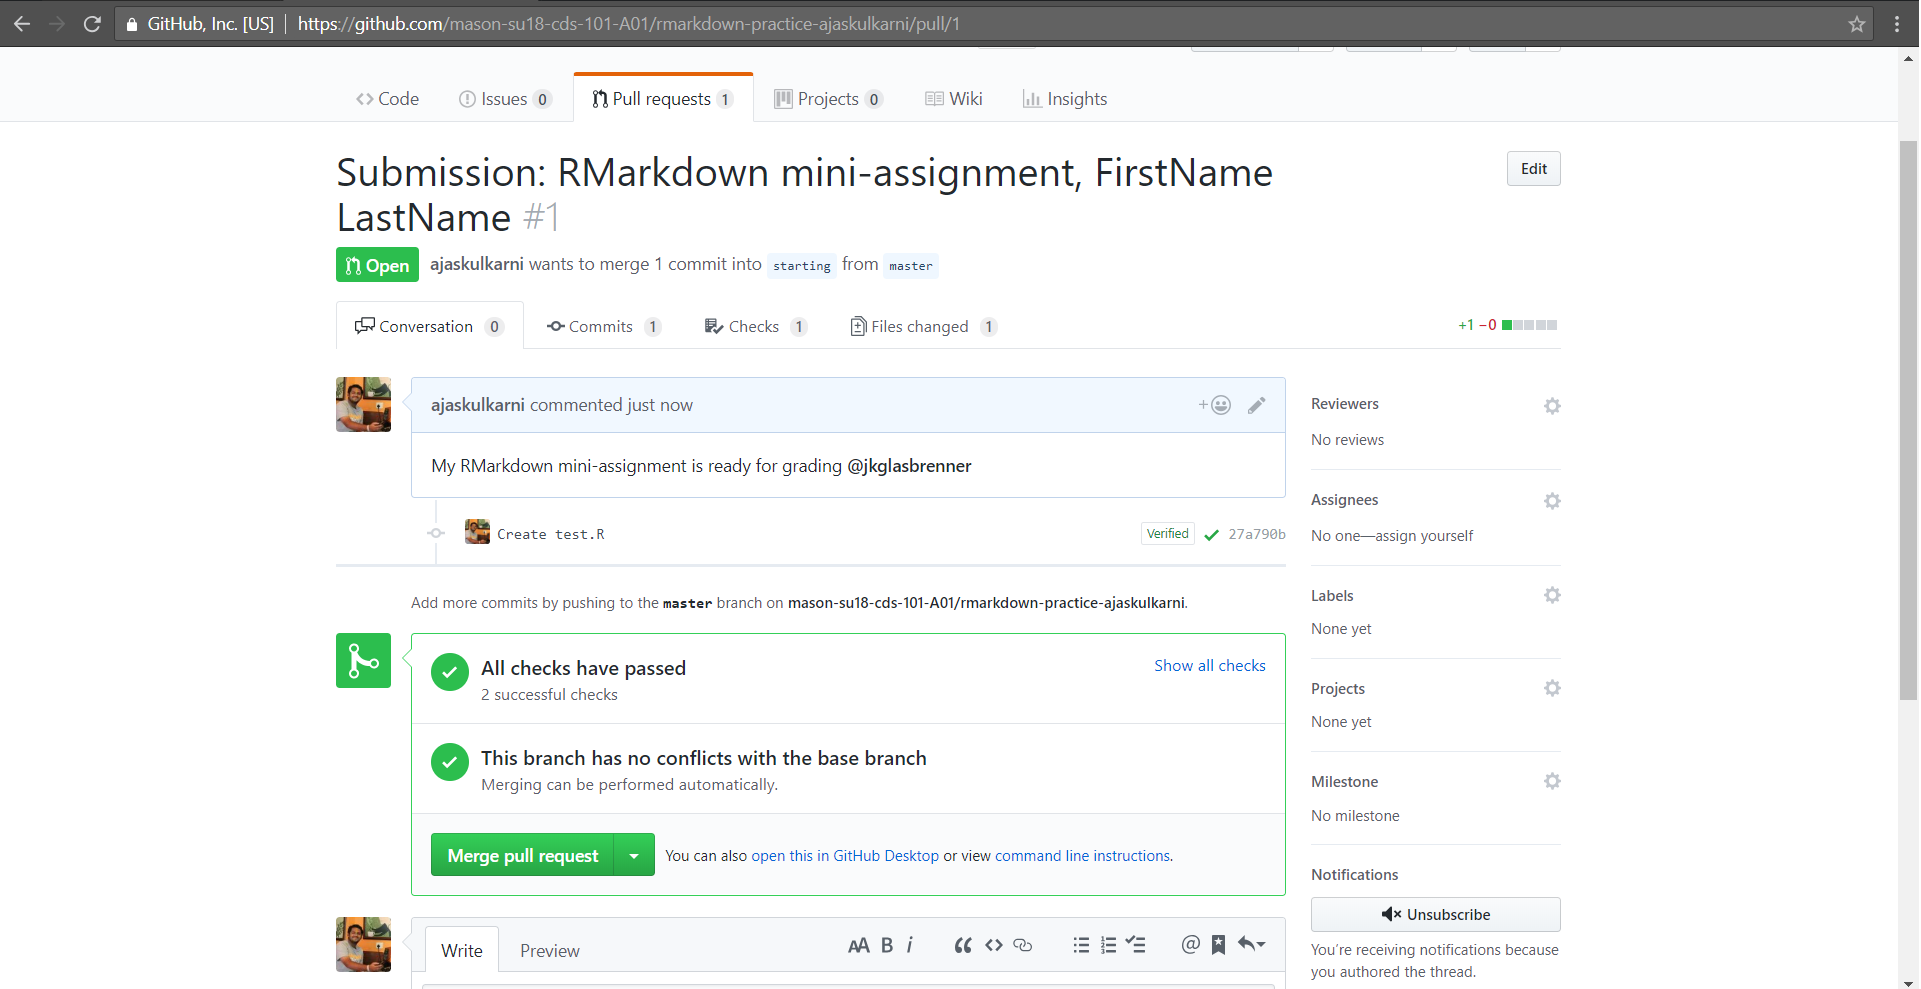 GitHub, Inc. [US] https://github.com/mason-su18-cds-101-A01/rmarkdown-practice-ajaskulkarni/pull/1
Code Issues 0 Pull requests 1 Projects 0 Wiki Insights
Submission: RMarkdown mini-assignment, FirstName
LastName #1
Edit
Open ajaskulkarni wants to merge 1 commit into starting from master
Conversation 0 Commits 1 Checks 1 Files changed 1 +1 −0
ajaskulkarni commented just now
My RMarkdown mini-assignment is ready for grading @jkglasbrenner
Create test.R Verified 27a790b
Add more commits by pushing to the master branch on mason-su18-cds-101-A01/rmarkdown-practice-ajaskulkarni.
All checks have passed Show all checks
2 successful checks
This branch has no conflicts with the base branch
Merging can be performed automatically.
Merge pull request You can also open this in GitHub Desktop or view command line instructions.
Write Preview AA B i
Reviewers
No reviews
Assignees
No one—assign yourself
Labels
None yet
Projects
None yet
Milestone
No milestone
Notifications
Unsubscribe
You're receiving notifications because
you authored the thread.